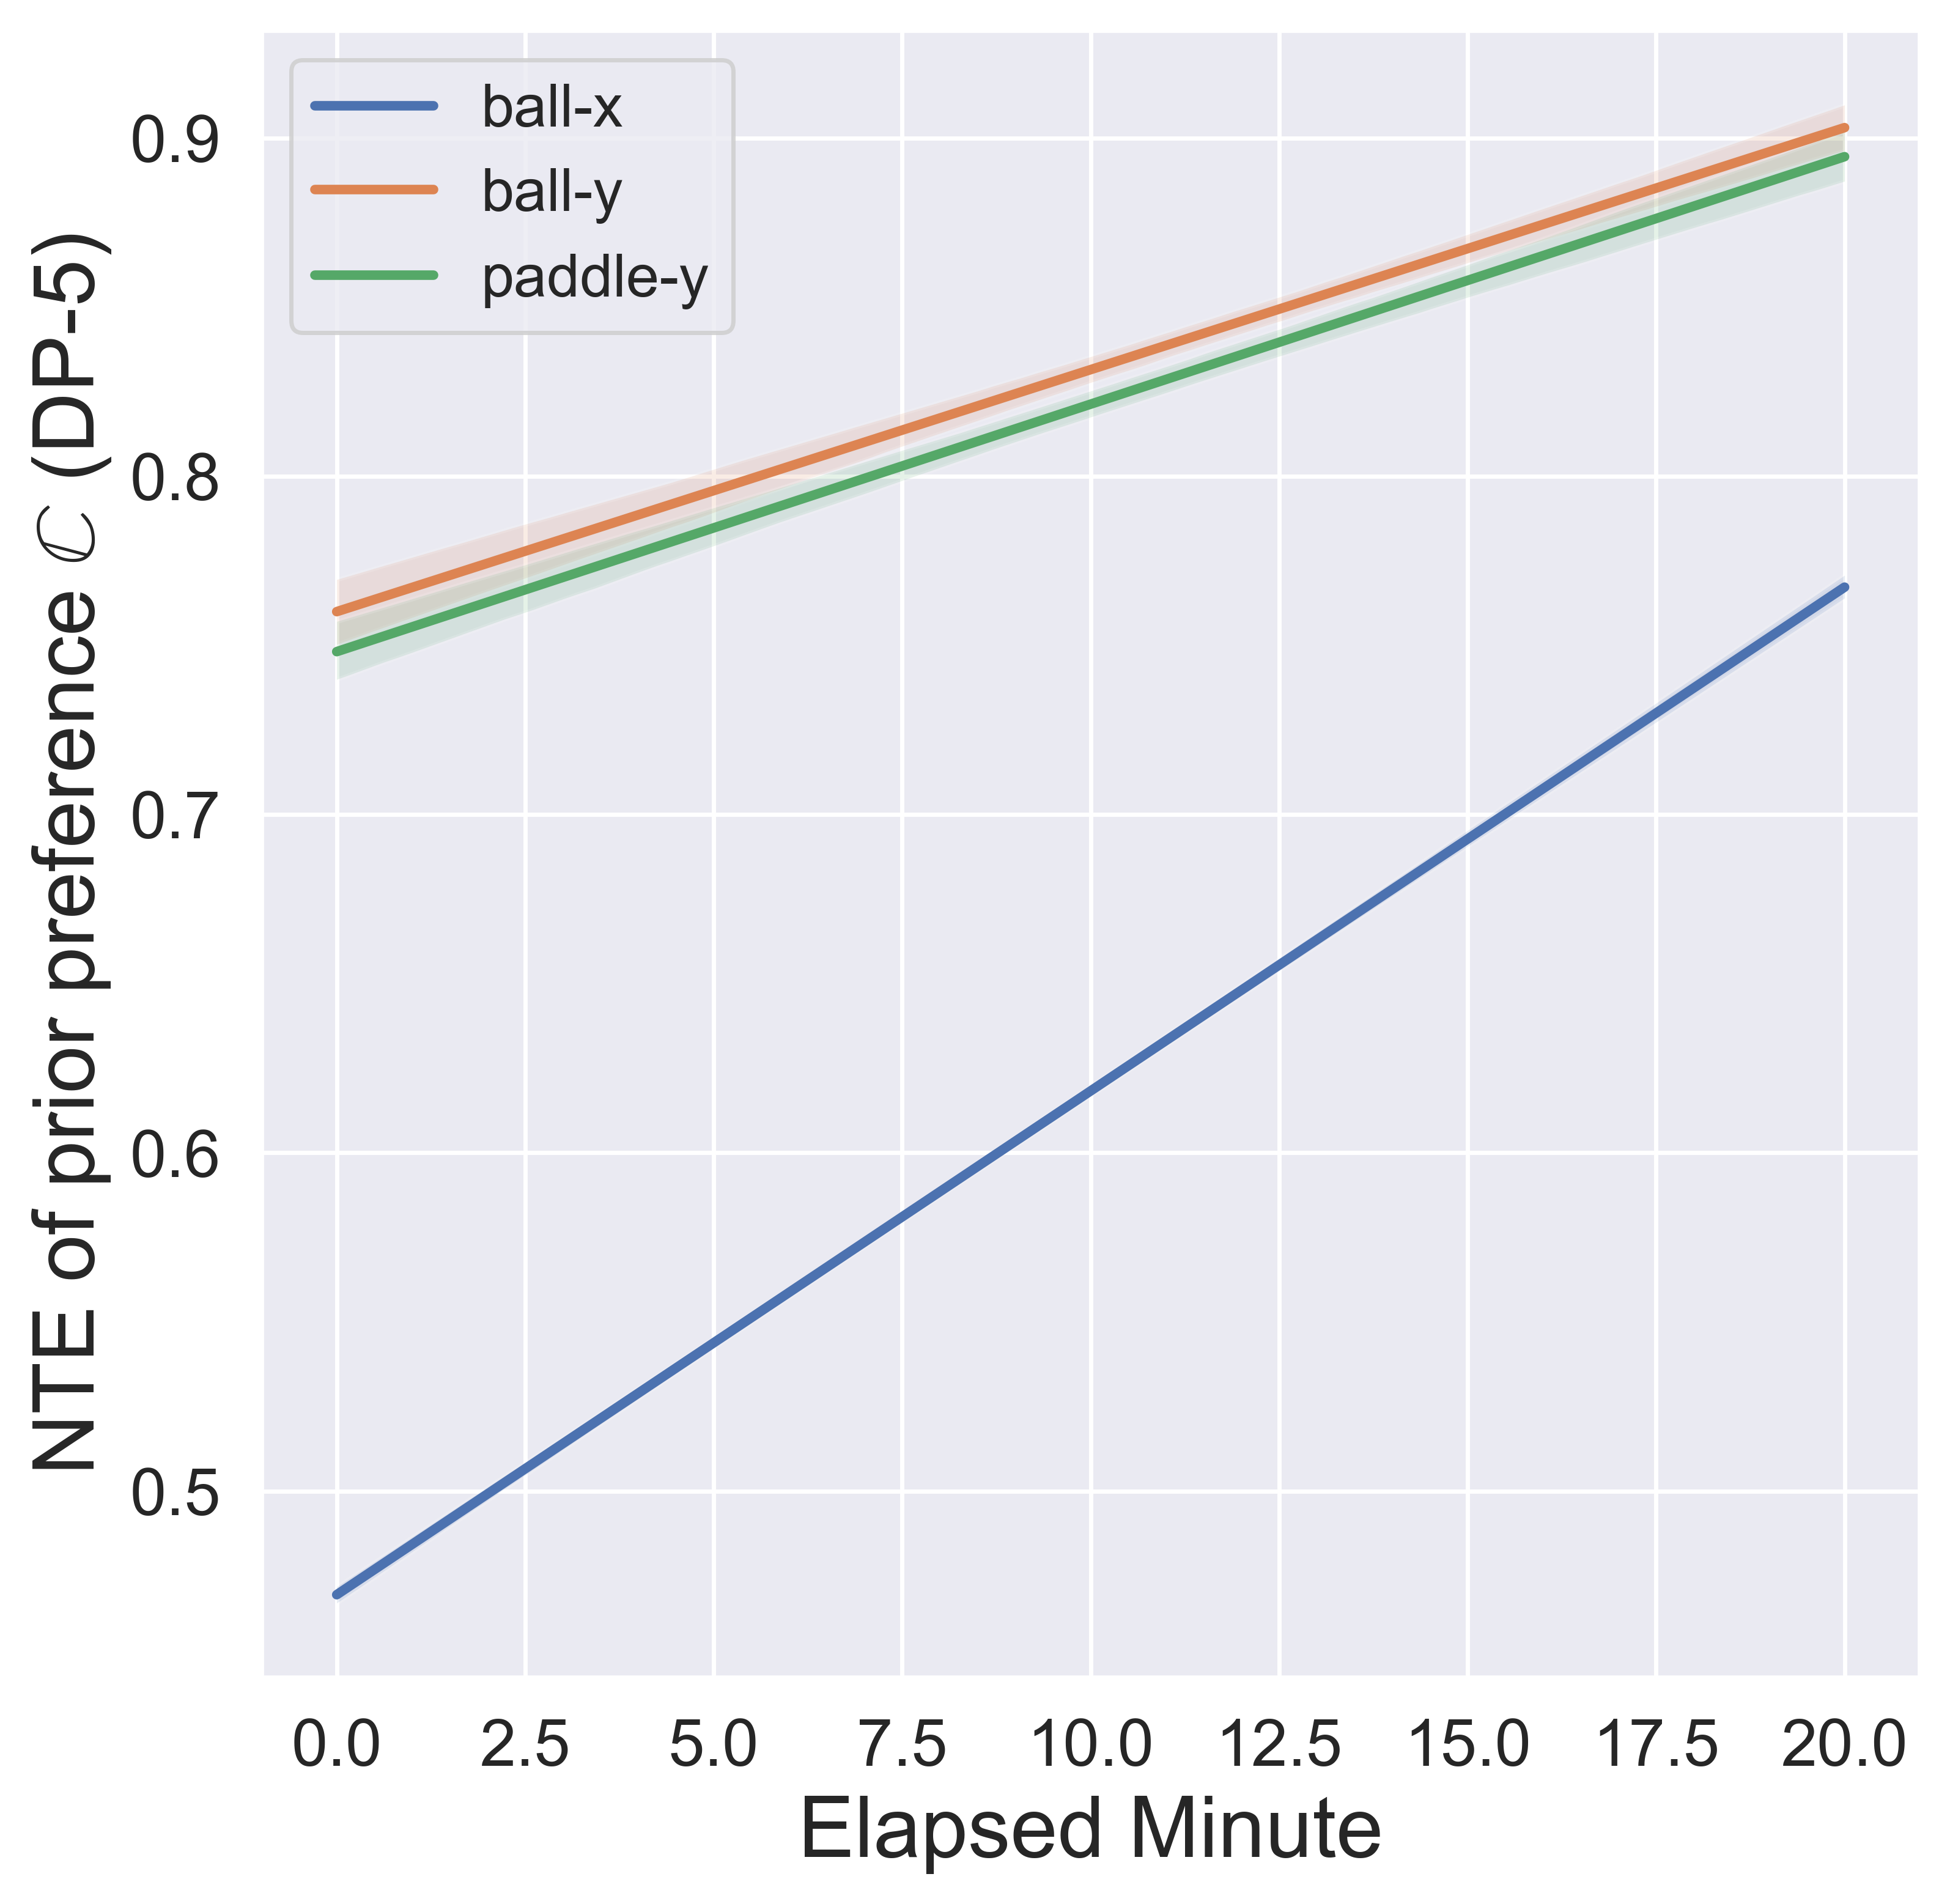 NTE of prior preference ℂ (DP-5)
0.9
0.8
0.7
0.6
0.5
ball-x
ball-y
paddle-y
0.0 2.5 5.0 7.5 10.0 12.5 15.0 17.5 20.0
Elapsed Minute